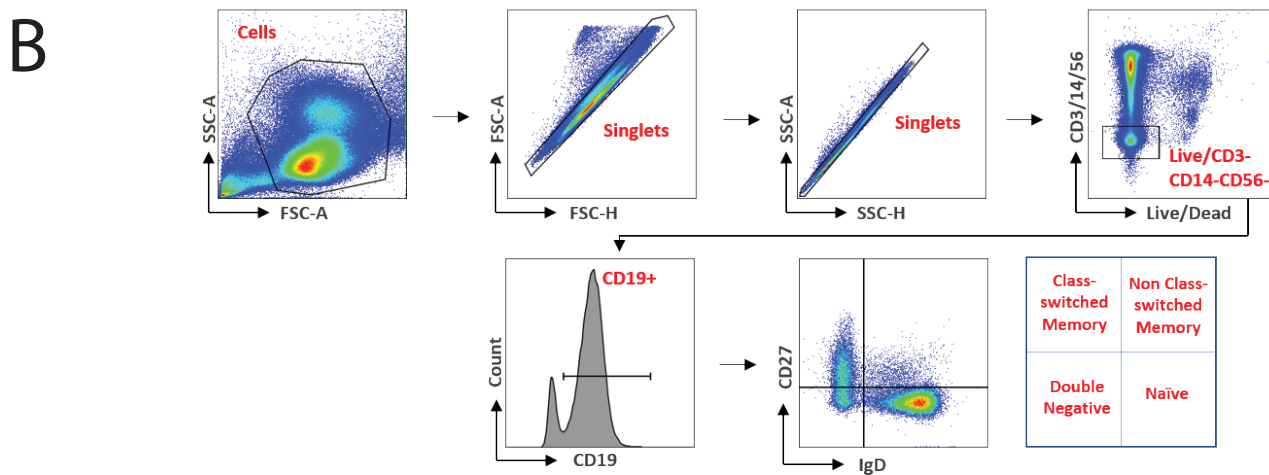 B
Cells
SSC-A
FSC-A
FSC-A
Singlets
FSC-H
SSC-A
Singlets
SSC-H
CD3/14/56
Live/CD3-
CD14-CD56-
Live/Dead
CD19+
Count
CD19
CD27
IgD
Class-
switched
Memory
Non Class-
switched
Memory
Double
Negative
Naïve